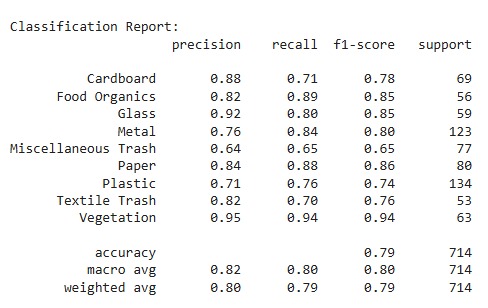 Classification Report:
precision recall f1-score support
Cardboard 0.88 0.71 0.78 69
Food Organics 0.82 0.89 0.85 56
Glass 0.92 0.80 0.85 59
Metal 0.76 0.84 0.80 123
Miscellaneous Trash 0.64 0.65 0.65 77
Paper 0.84 0.88 0.86 80
Plastic 0.71 0.76 0.74 134
Textile Trash 0.82 0.70 0.76 53
Vegetation 0.95 0.94 0.94 63
accuracy 0.79 714
macro avg 0.82 0.80 0.80 714
weighted avg 0.80 0.79 0.79 714